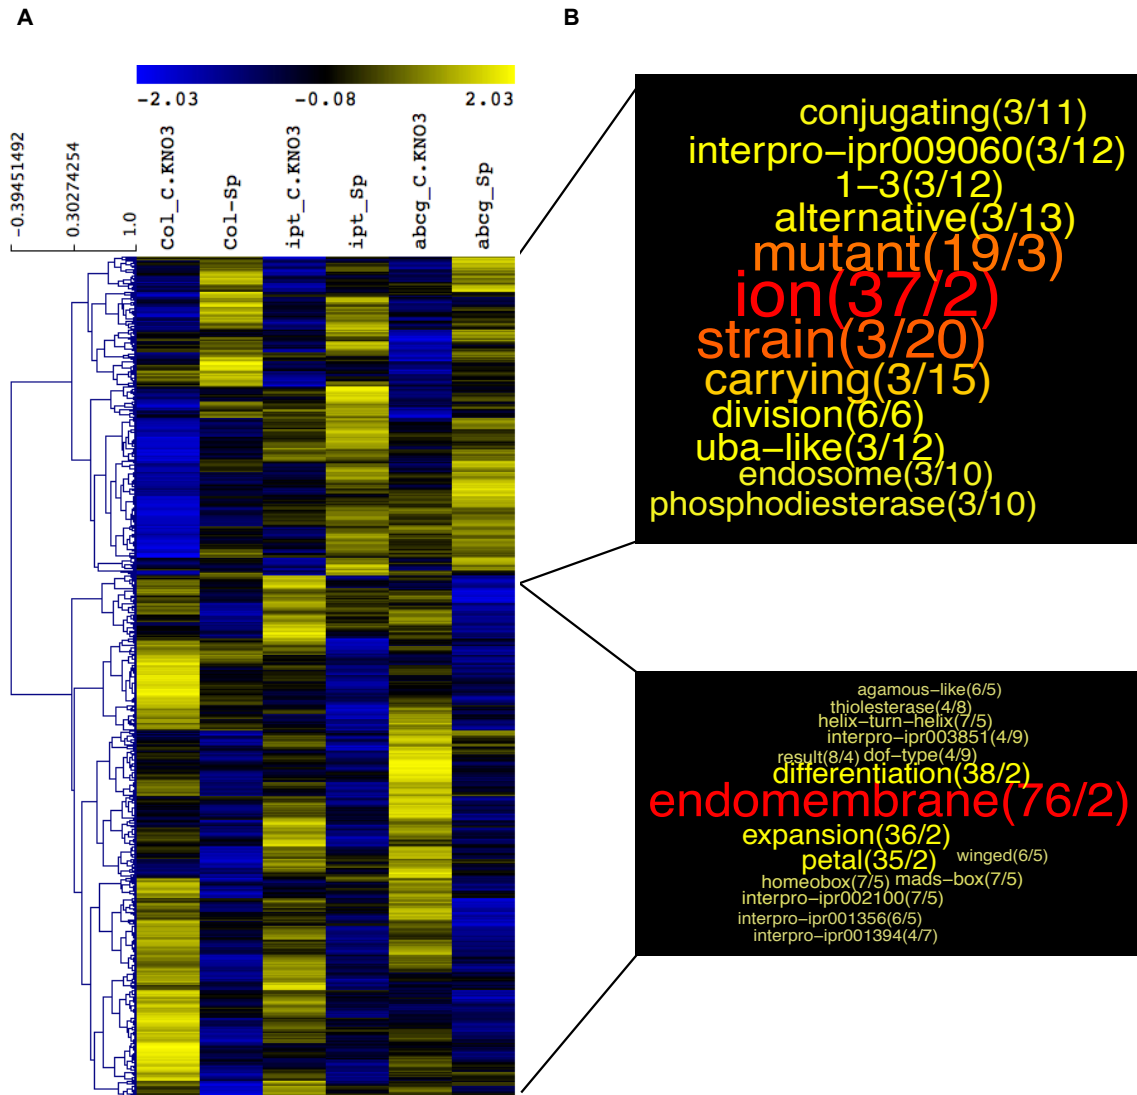 A
B
-2.03
-0.08
2.03
-0.39451492
0.30274254
1.0
Col_C.KNO3
Col-Sp
ipt_C.KNO3
ipt_Sp
abcg_C.KNO3
abcg_Sp
conjugating(3/11)
interpro-ipr009060(3/12)
1-3(3/12)
alternative(3/13)
mutant(19/3)
ion(37/2)
strain(3/20)
carrying(3/15)
division(6/6)
uba-like(3/12)
endosome(3/10)
phosphodiesterase(3/10)
agamous-like(6/5)
thiolesterase(4/8)
helix-turn-helix(7/5)
interpro-ipr003851(4/9)
result(8/4) dof-type(4/9)
differentiation(38/2)
endomembrane(76/2)
expansion(36/2)
petal(35/2) winged(6/5)
homeobox(7/5) mads-box(7/5)
interpro-ipr002100(7/5)
interpro-ipr001356(6/5)
interpro-ipr001394(4/7)